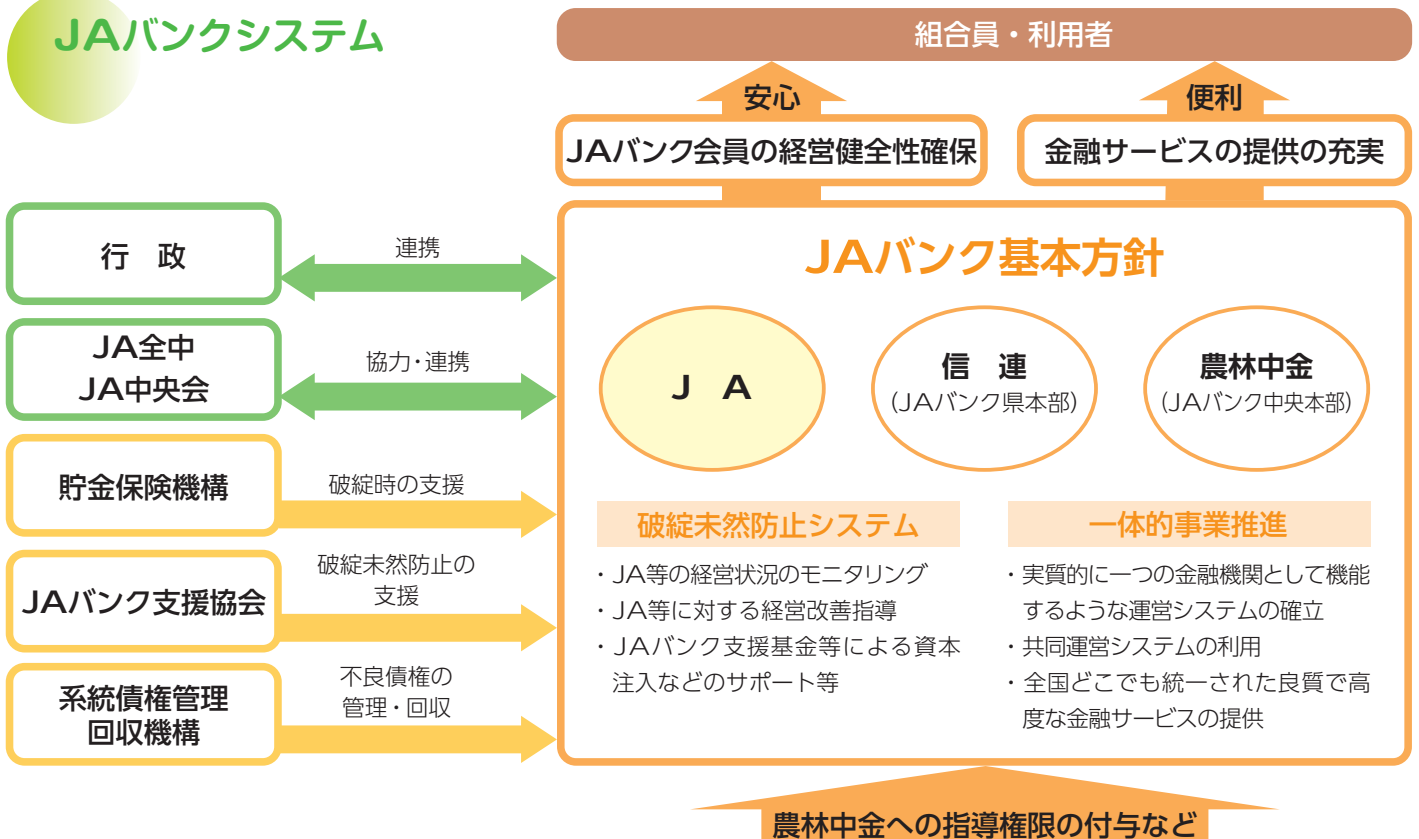 JAバンクシステム
組合員・利用者
安心
便利
JAバンク会員の経営健全性確保
金融サービスの提供の充実
行　政
連携
JA全中
JA中央会
協力・連携
貯金保険機構
破綻時の支援
JAバンク支援協会
破綻未然防止の
支援
系統債権管理
回収機構
不良債権の
管理・回収
JAバンク基本方針
J　A
信　連
(JAバンク県本部)
農林中金
(JAバンク中央本部)
破綻未然防止システム
・JA等の経営状況のモニタリング
・JA等に対する経営改善指導
・JAバンク支援基金等による資本
注入などのサポート等
一体的事業推進
・実質的に一つの金融機関として機能
するような運営システムの確立
・共同運営システムの利用
・全国どこでも統一された良質で高
度な金融サービスの提供
農林中金への指導権限の付与など